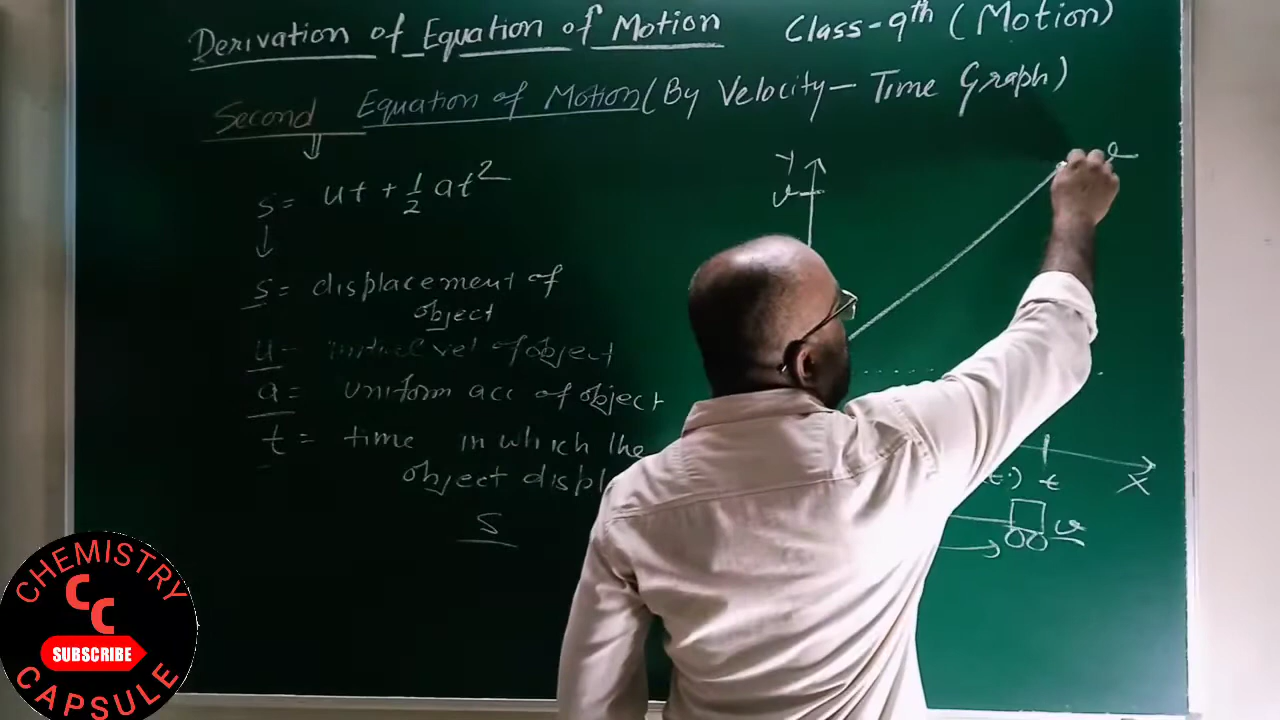 Derivation of Equation of Motion Class-9th (Motion)
Second Equation of Motion (By Velocity - Time Graph)
s = ut + 1/2 at²
s = displacement of
object
u = initial vel of object
a = uniform acc of object
t = time in which the
object displ
s
Y
v
t
X
v
CHEMISTRY
CC
SUBSCRIBE
CAPSULE